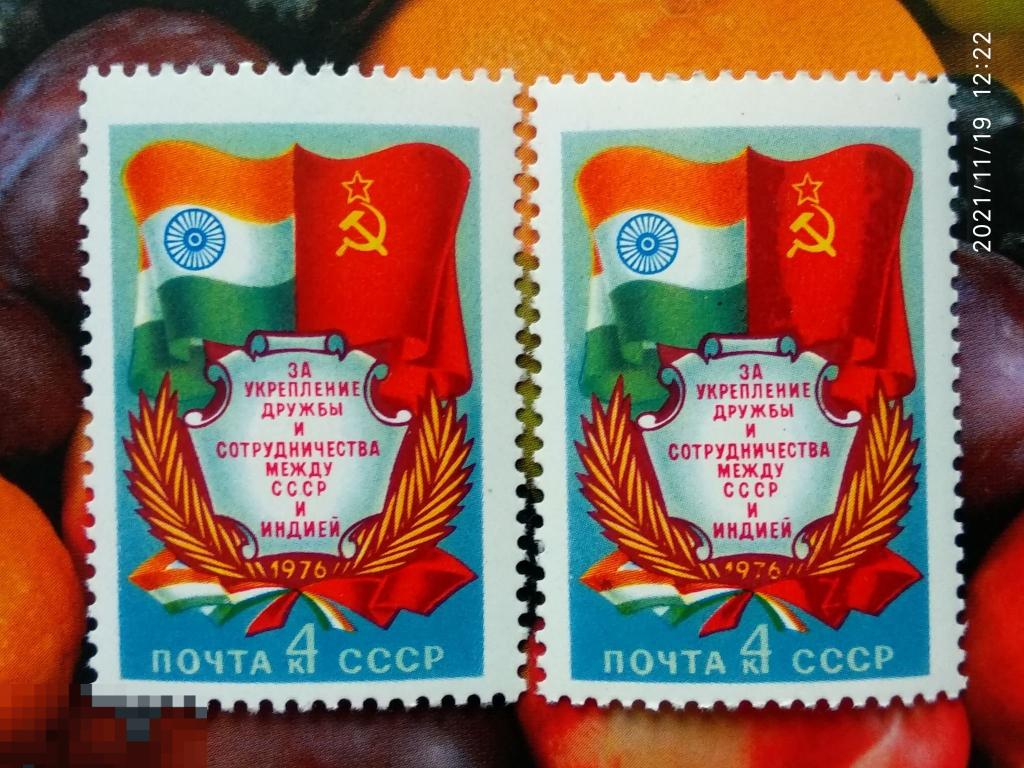 ЗА
УКРЕПЛЕНИЕ
ДРУЖБЫ
И
СОТРУДНИЧЕСТВА
МЕЖДУ
СССР
И
ИНДИЕЙ
1976
ПОЧТА 4 К СССР
ЗА
УКРЕПЛЕНИЕ
ДРУЖБЫ
И
СОТРУДНИЧЕСТВА
МЕЖДУ
СССР
И
ИНДИЕЙ
1976
ПОЧТА 4 К СССР
2021/11/19 12:22